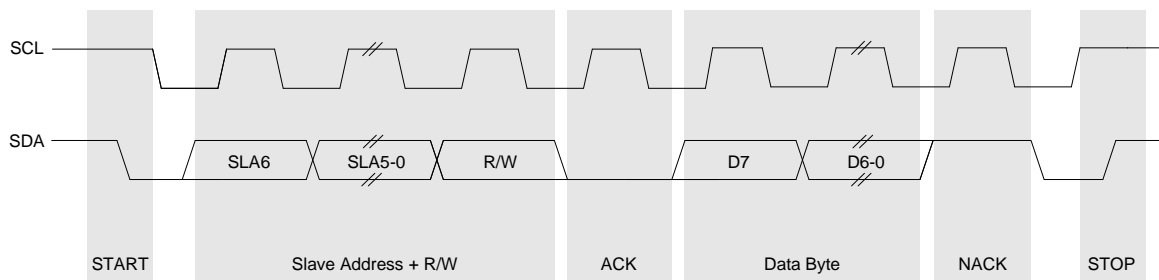 SCL
SDA
SLA6
SLA5-0
R/W
D7
D6-0
START
Slave Address + R/W
ACK
Data Byte
NACK
STOP